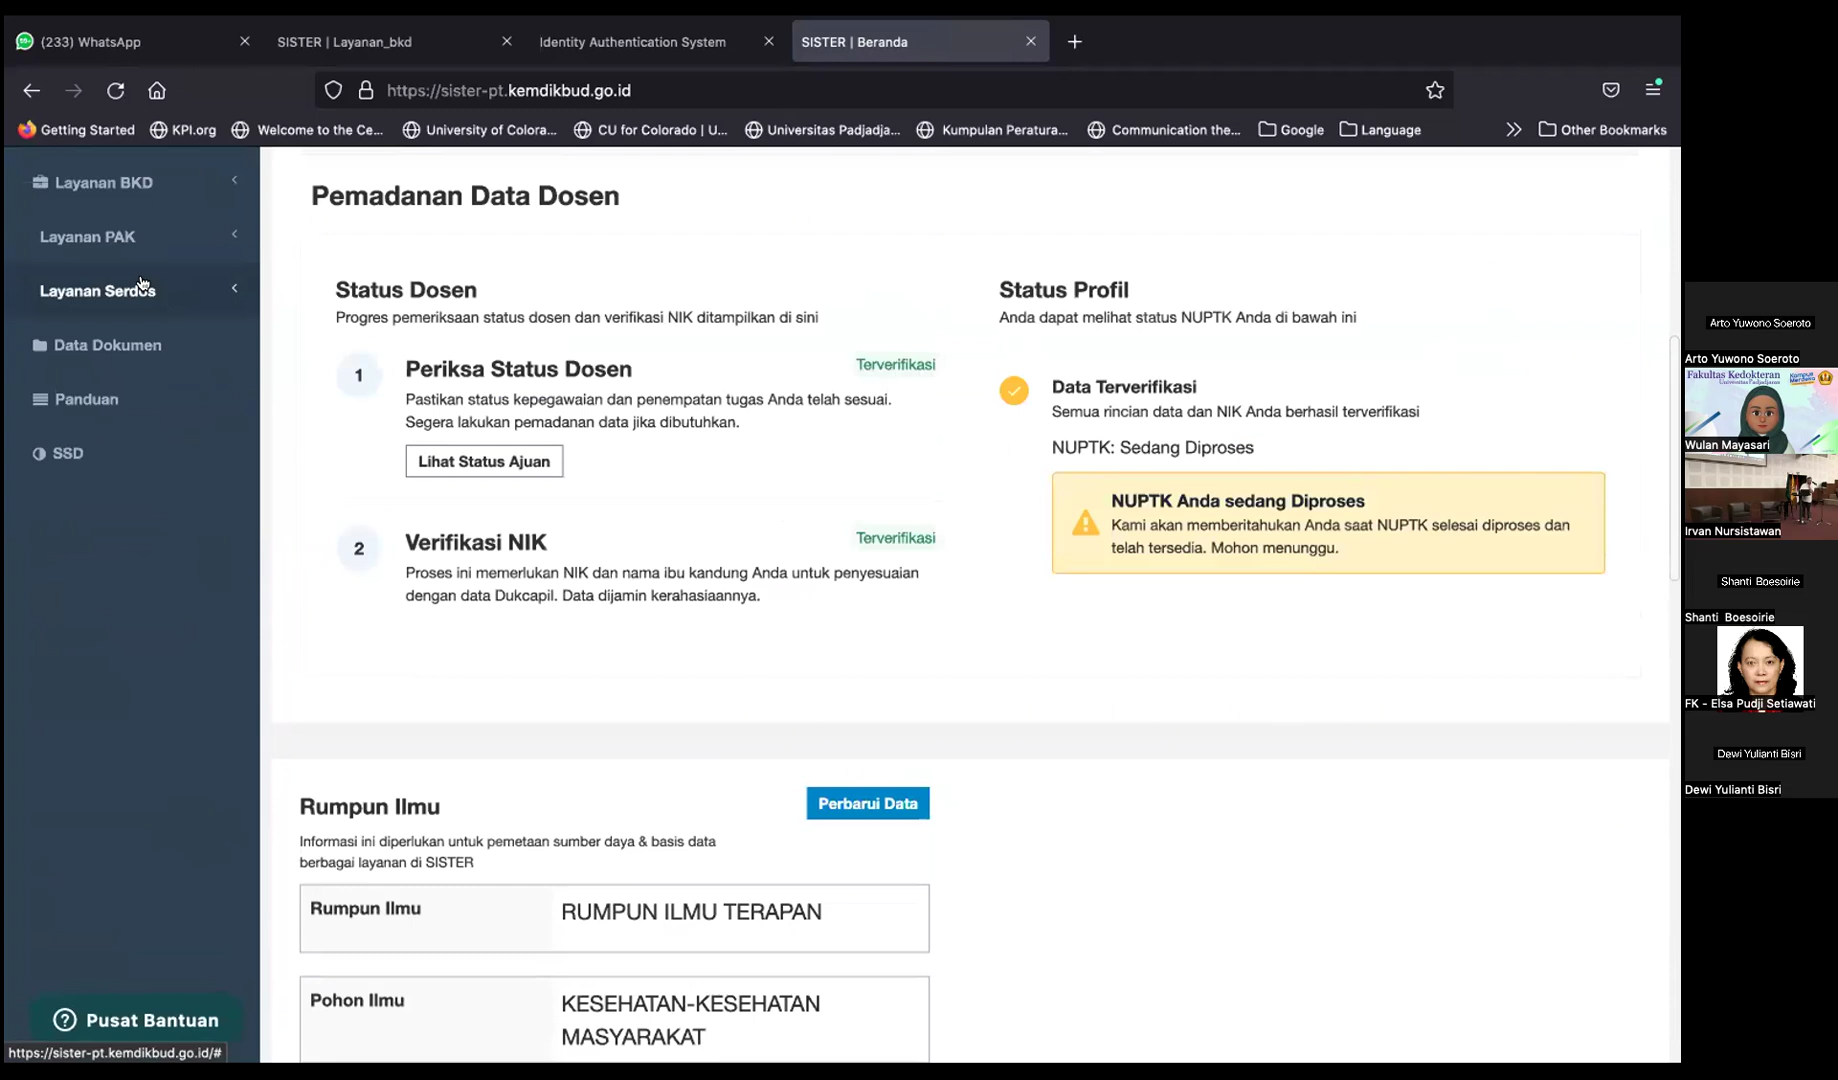 (233) WhatsApp
SISTER | Layanan_bkd
Identity Authentication System
SISTER | Beranda
https://sister-pt.kemdikbud.go.id
Getting Started
KPI.org
Welcome to the Ce...
University of Colora...
CU for Colorado | U...
Universitas Padjadja...
Kumpulan Peratura...
Communication the...
Google
Language
Other Bookmarks
Layanan BKD
Layanan PAK
Layanan Serdos
Data Dokumen
Panduan
SSD
Pusat Bantuan
https://sister-pt.kemdikbud.go.id/#
Pemadanan Data Dosen
Status Dosen
Progres pemeriksaan status dosen dan verifikasi NIK ditampilkan di sini
1
Periksa Status Dosen
Terverifikasi
Pastikan status kepegawaian dan penempatan tugas Anda telah sesuai.
Segera lakukan pemadanan data jika dibutuhkan.
Lihat Status Ajuan
2
Verifikasi NIK
Terverifikasi
Proses ini memerlukan NIK dan nama ibu kandung Anda untuk penyesuaian
dengan data Dukcapil. Data dijamin kerahasiaannya.
Status Profil
Anda dapat melihat status NUPTK Anda di bawah ini
Data Terverifikasi
Semua rincian data dan NIK Anda berhasil terverifikasi
NUPTK: Sedang Diproses
NUPTK Anda sedang Diproses
Kami akan memberitahukan Anda saat NUPTK selesai diproses dan
telah tersedia. Mohon menunggu.
Rumpun Ilmu
Perbarui Data
Informasi ini diperlukan untuk pemetaan sumber daya & basis data
berbagai layanan di SISTER
Rumpun Ilmu
RUMPUN ILMU TERAPAN
Pohon Ilmu
KESEHATAN-KESEHATAN
MASYARAKAT
Arto Yuwono Soeroto
Arto Yuwono Soeroto
Fakultas Kedokteran
Universitas Padjadjaran
Wulan Mayasari
Irvan Nursistawan
Shanti Boesoirie
Shanti Boesoirie
FK - Elsa Pudji Setiawati
Dewi Yulianti Bisri
Dewi Yulianti Bisri